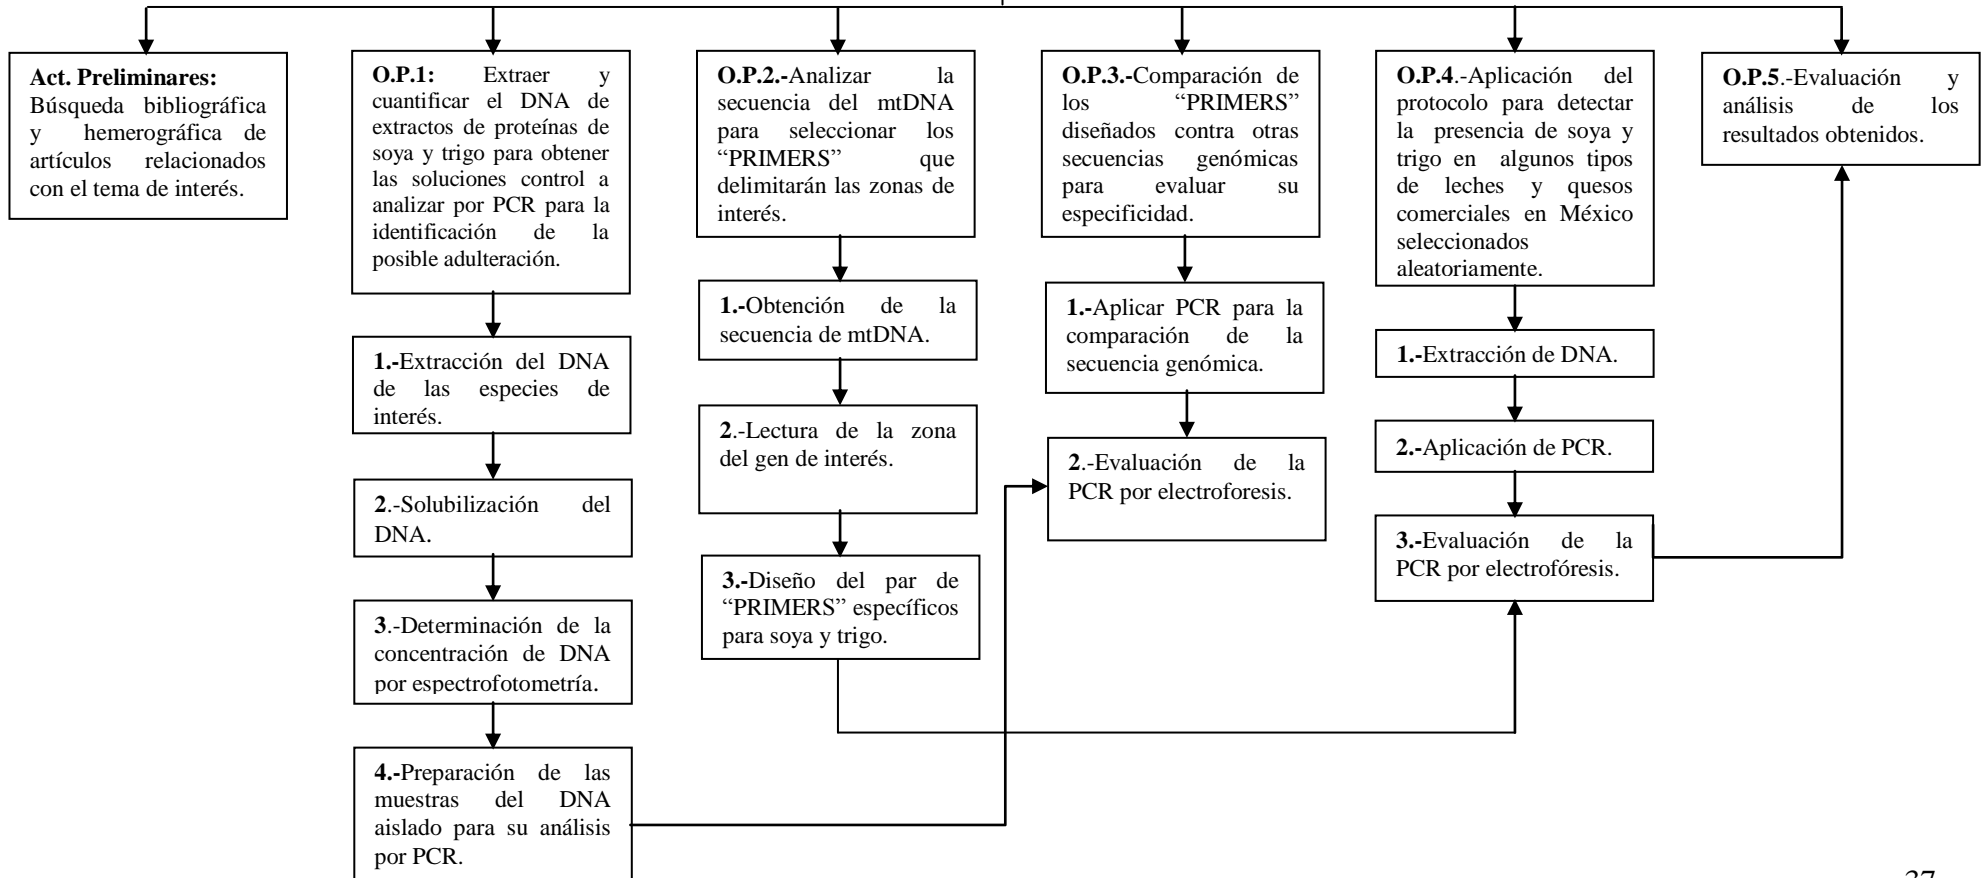 Act. Preliminares:
Búsqueda bibliográfica
y hemerográfica de
artículos relacionados
con el tema de interés.
O.P.1: Extraer y
cuantificar el DNA de
extractos de proteínas de
soya y trigo para obtener
las soluciones control a
analizar por PCR para la
identificación de la
posible adulteración.
1.-Extracción del DNA
de las especies de
interés.
2.-Solubilización del
DNA.
3.-Determinación de la
concentración de DNA
por espectrofotometría.
4.-Preparación de las
muestras del DNA
aislado para su análisis
por PCR.
O.P.2.-Analizar la
secuencia del mtDNA
para seleccionar los
“PRIMERS” que
delimitarán las zonas de
interés.
1.-Obtención de la
secuencia de mtDNA.
2.-Lectura de la zona
del gen de interés.
3.-Diseño del par de
“PRIMERS” específicos
para soya y trigo.
O.P.3.-Comparación de
los “PRIMERS”
diseñados contra otras
secuencias genómicas
para evaluar su
especificidad.
1.-Aplicar PCR para la
comparación de la
secuencia genómica.
2.-Evaluación de la
PCR por electroforesis.
O.P.4.-Aplicación del
protocolo para detectar
la presencia de soya y
trigo en algunos tipos
de leches y quesos
comerciales en México
seleccionados
aleatoriamente.
1.-Extracción de DNA.
2.-Aplicación de PCR.
3.-Evaluación de la
PCR por electrofóresis.
O.P.5.-Evaluación y
análisis de los
resultados obtenidos.
37